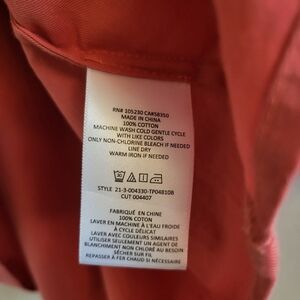 RN# 105230 CA#58350
MADE IN CHINA
100% COTTON
MACHINE WASH COLD GENTLE CYCLE
WITH LIKE COLORS
ONLY NON-CHLORINE BLEACH IF NEEDED
LINE DRY
WARM IRON IF NEEDED
STYLE 21-3-004330-TP048108
CUT 004407
FABRIQUÉ EN CHINE
100% COTON
LAVER EN MACHINE À L'EAU FROIDE
À CYCLE DÉLICAT
LAVER AVEC COULEURS SIMILAIRES
UTILISER SEULEMENT UN AGENT DE
BLANCHIMENT NON CHLORÉ AU BESOIN
SÉCHER SUR FIL
REPASSER À FER CHAUD SI NÉCESSAIRE